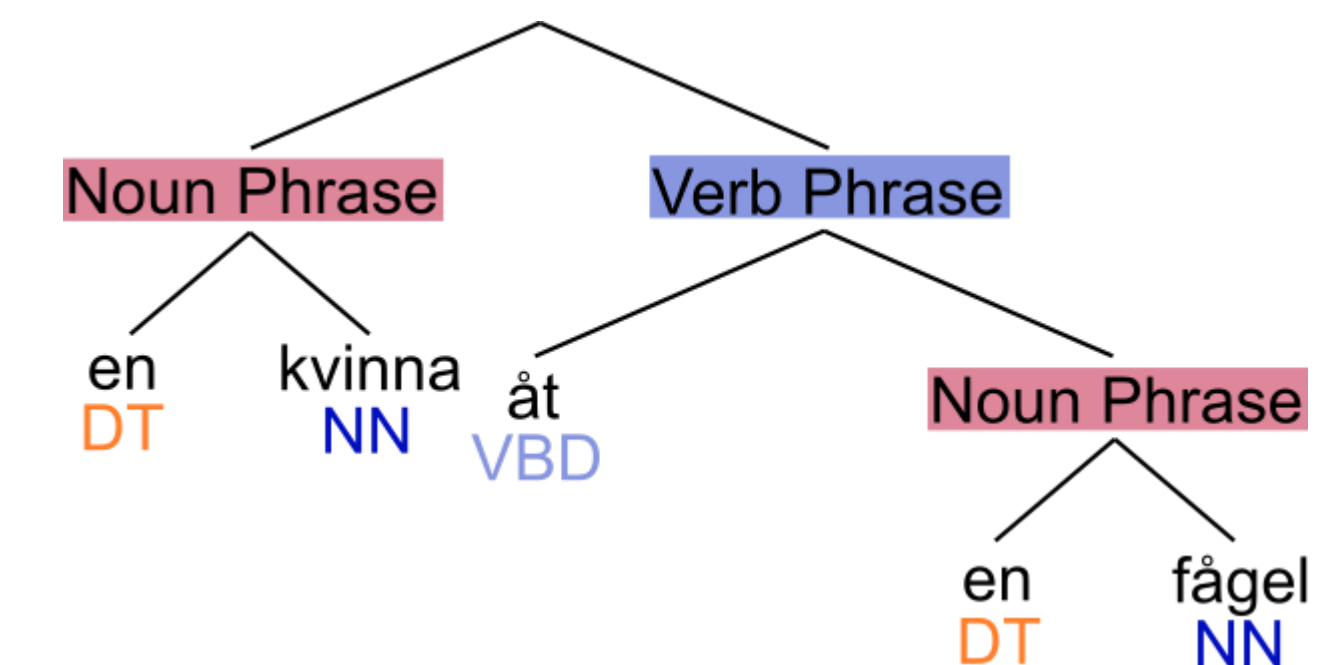 Noun Phrase Verb Phrase
en kvinna åt
DT NN VBD
Noun Phrase
en fågel
DT NN